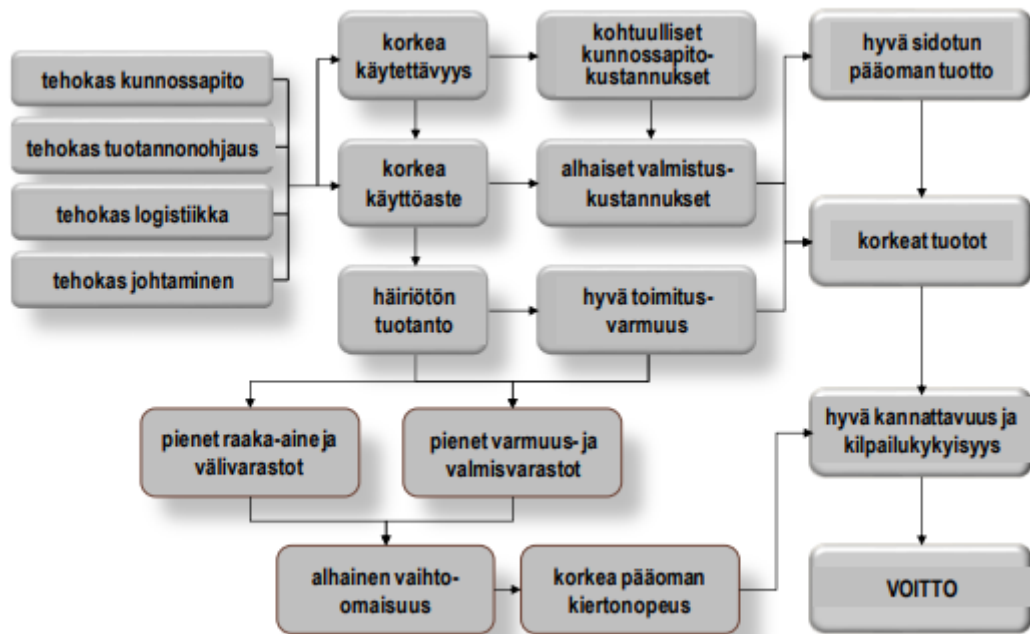 tehokas kunnossapito
tehokas tuotannonohjaus
tehokas logistiikka
tehokas johtaminen
korkea
käytettävyys
kohtuulliset
kunnossapito-
kustannukset
hyvä sidotun
pääoman tuotto
korkea
käyttöaste
alhaiset valmistus-
kustannukset
korkeat tuotot
häiriötön
tuotanto
hyvä toimitus-
varmuus
pienet raaka-aine ja
välivarastot
pienet varmuus- ja
valmisvarastot
hyvä kannattavuus ja
kilpailukykyisyys
alhainen vaihto-
omaisuus
korkea pääoman
kiertonopeus
VOITTO